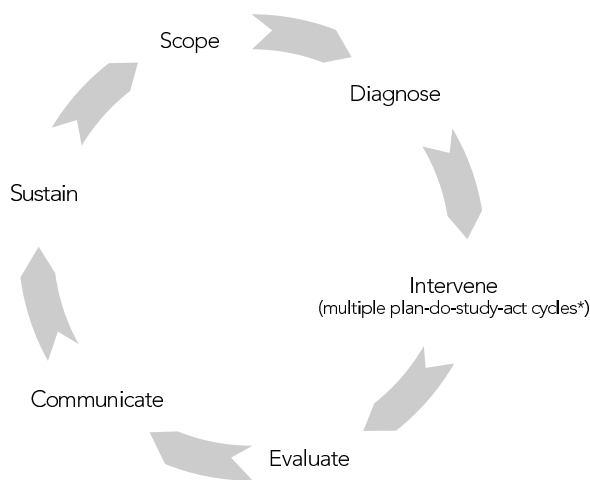 Scope
Diagnose
Intervene
(multiple plan-do-study-act cycles*)
Evaluate
Communicate
Sustain